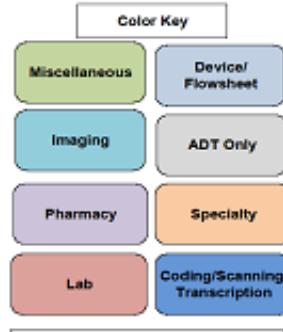 Color Key
Miscellaneous
Device/
Flowsheet
Imaging
ADT Only
Pharmacy
Specialty
Lab
Coding/Scanning
Transcription